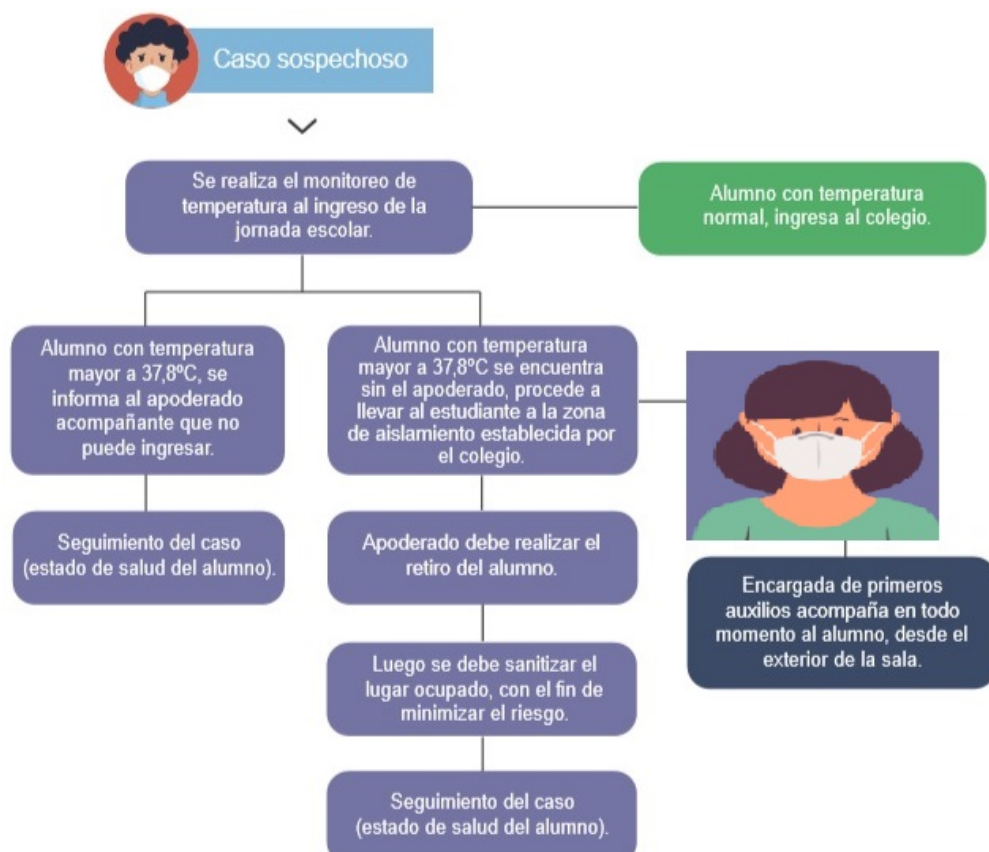 Caso sospechoso
Se realiza el monitoreo de
temperatura al ingreso de la
jornada escolar.
Alumno con temperatura
normal, ingresa al colegio.
Alumno con temperatura
mayor a 37,8ºC, se
informa al apoderado
acompañante que no
puede ingresar.
Alumno con temperatura
mayor a 37,8ºC se encuentra
sin el apoderado, procede a
llevar al estudiante a la zona
de aislamiento establecida por
el colegio.
Seguimiento del caso
(estado de salud del alumno).
Apoderado debe realizar el
retiro del alumno.
Encargada de primeros
auxilios acompaña en todo
momento al alumno, desde el
exterior de la sala.
Luego se debe sanitizar el
lugar ocupado, con el fin de
minimizar el riesgo.
Seguimiento del caso
(estado de salud del alumno).